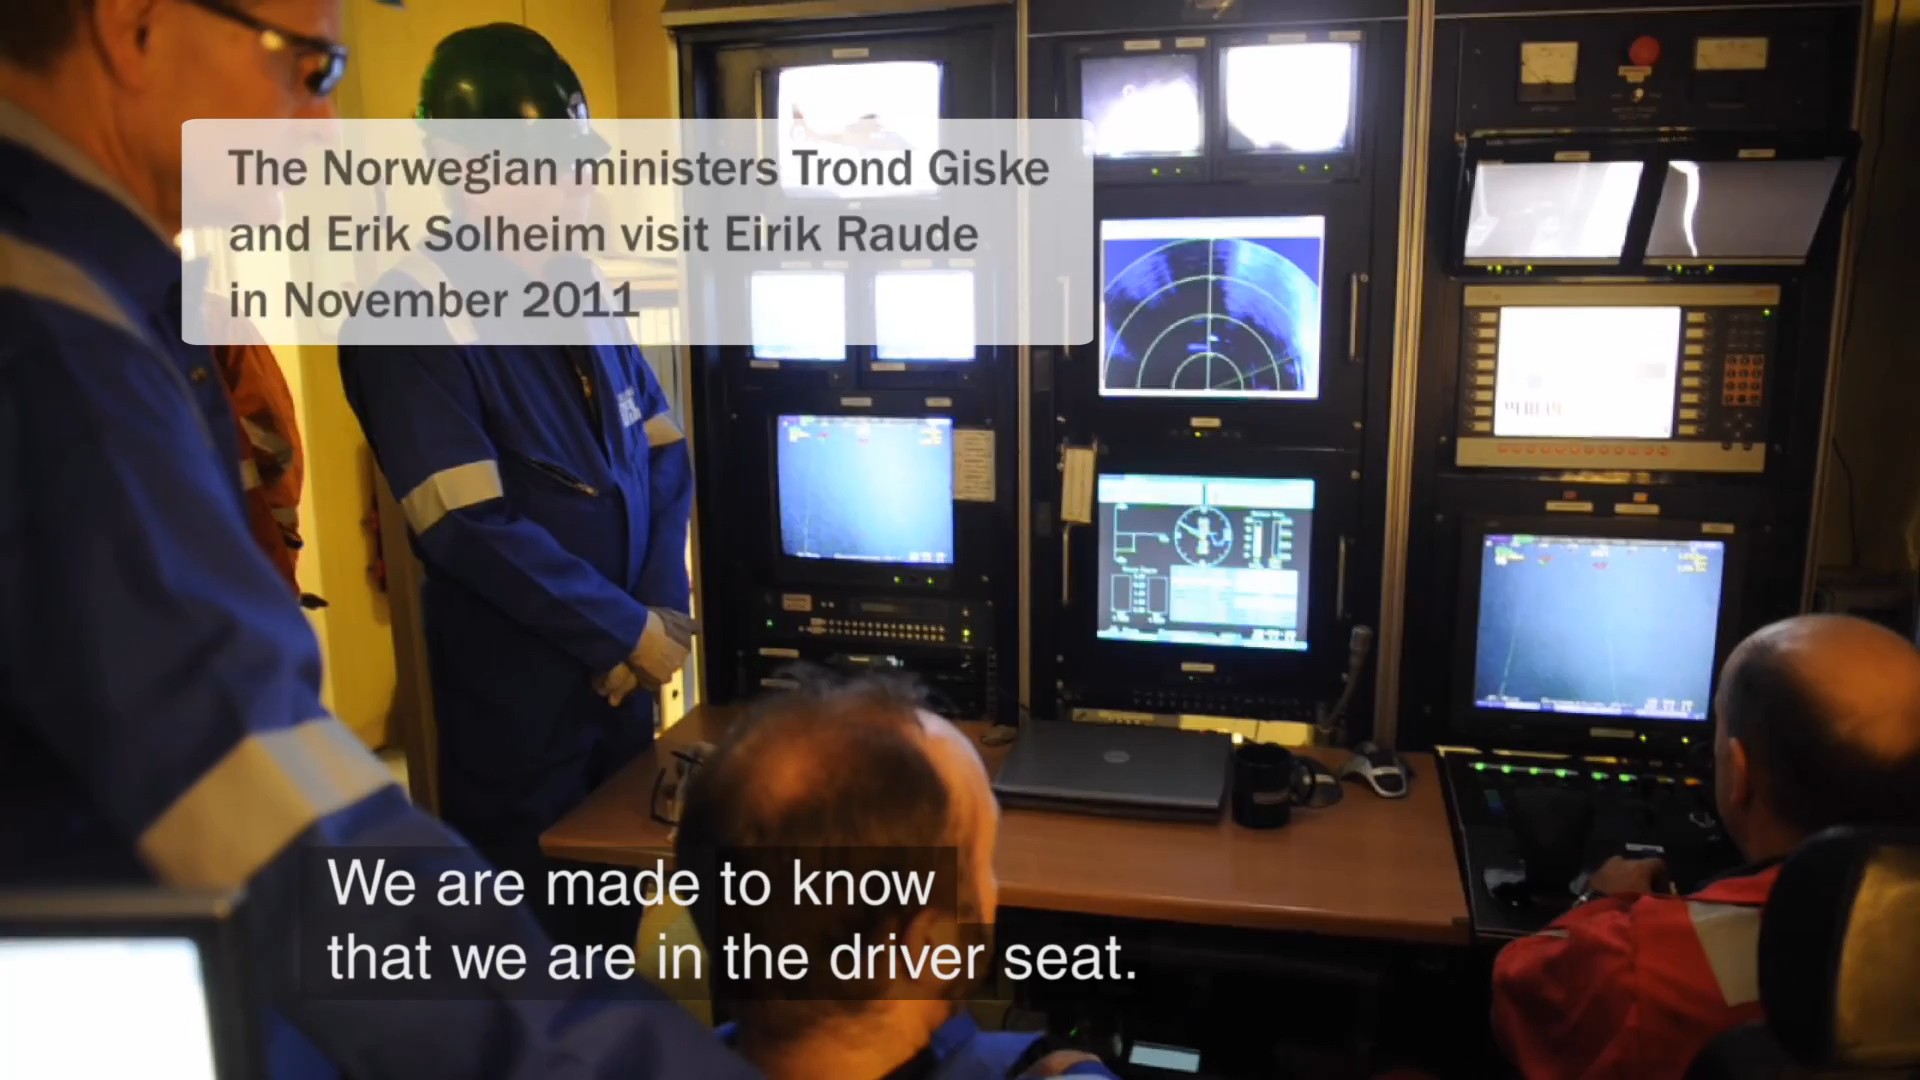 The Norwegian ministers Trond Giske
and Erik Solheim visit Eirik Raude
in November 2011
We are made to know
that we are in the driver seat.